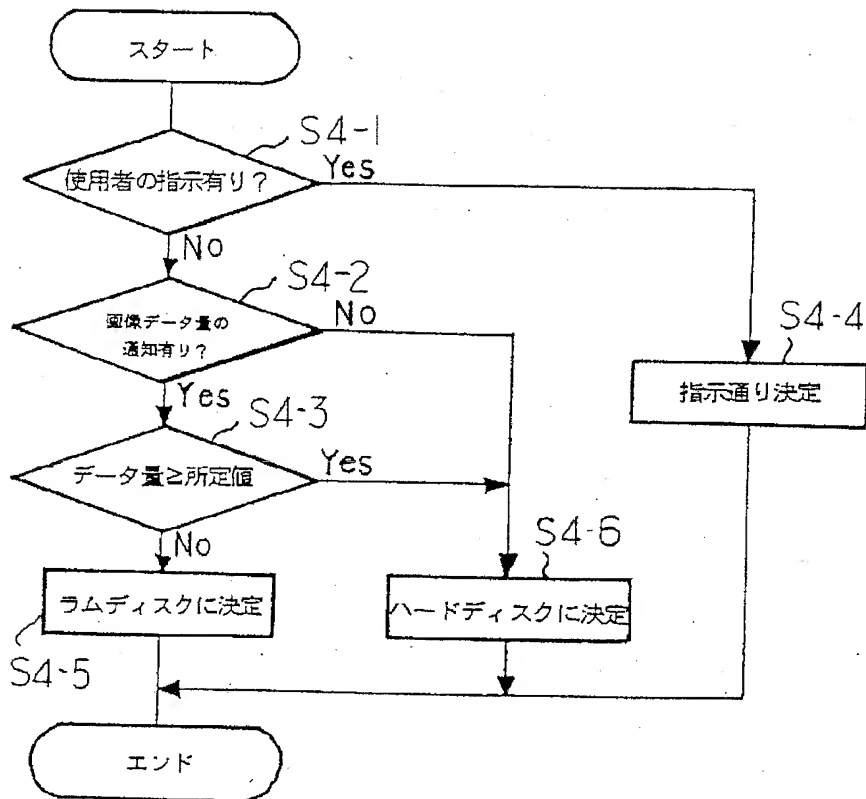 スタート
S4-1
使用者の指示有り?
Yes
No
S4-2
画像データ量の
通知有り?
No
Yes
S4-4
指示通り決定
S4-3
データ量≥所定値
Yes
No
S4-6
ラムディスクに決定
ハードディスクに決定
S4-5
エンド